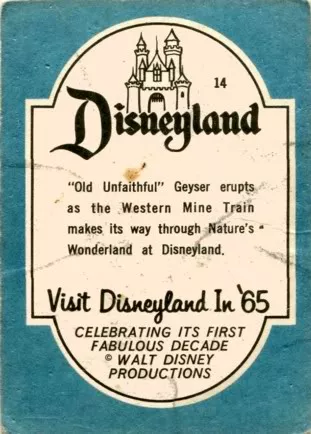 14
Disneyland
"Old Unfaithful" Geyser erupts
as the Western Mine Train
makes its way through Nature's
Wonderland at Disneyland.
Visit Disneyland In '65
CELEBRATING ITS FIRST
FABULOUS DECADE
© WALT DISNEY
PRODUCTIONS